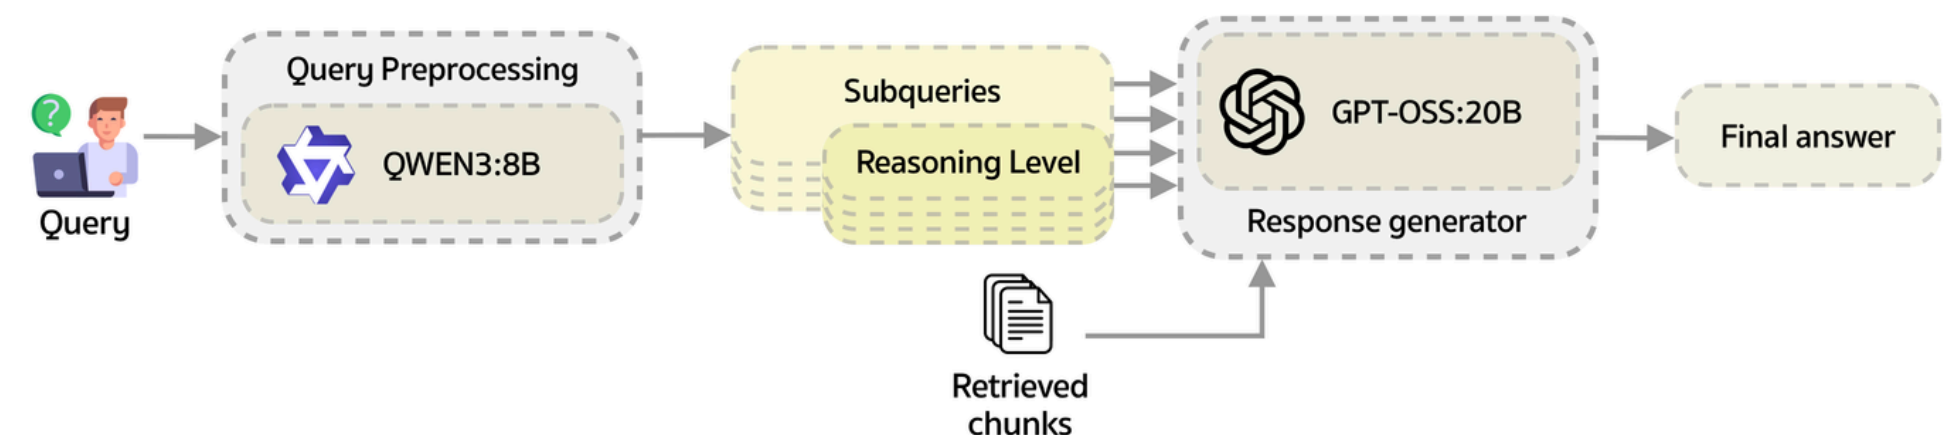 Query
Query Preprocessing
QWEN3:8B
Subqueries
Reasoning Level
GPT-OSS:20B
Response generator
Retrieved
chunks
Final answer